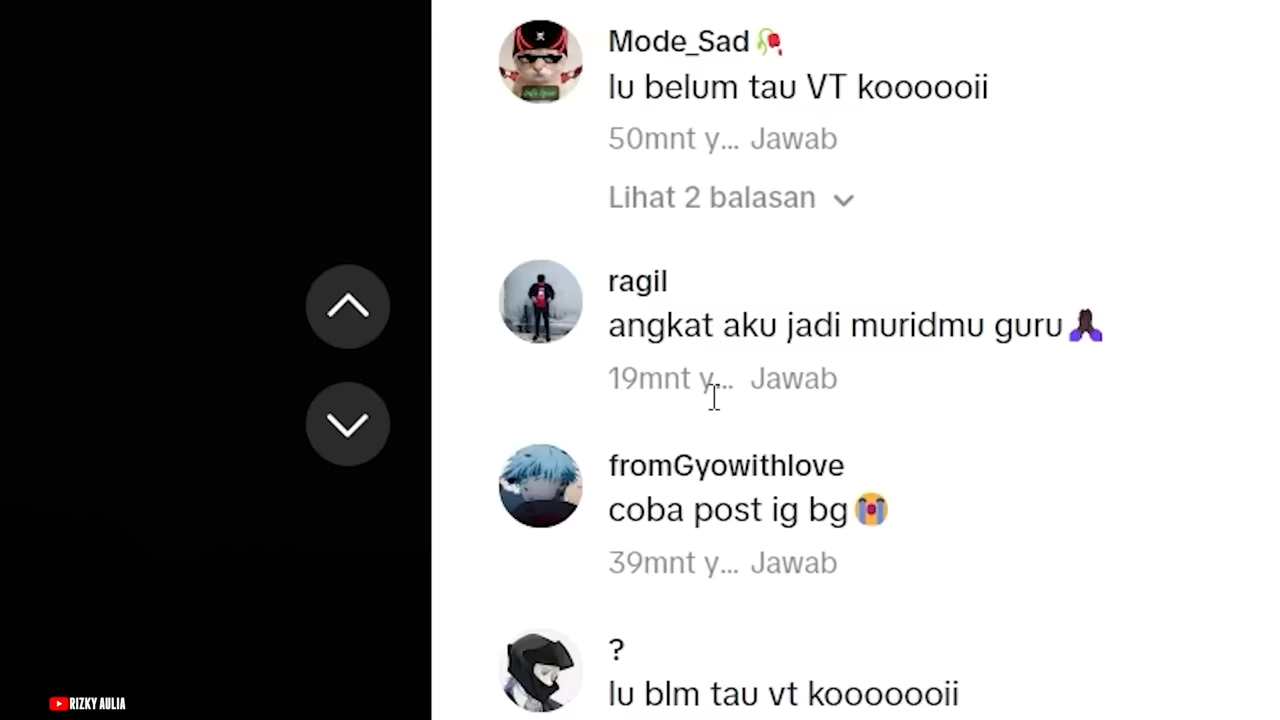 Mode_Sad🥀
lu belum tau VT koooooii
50mnt y... Jawab
Lihat 2 balasan
ragil
angkat aku jadi muridmu guru🙏🏿
19mnt y... Jawab
fromGyowithlove
coba post ig bg😭
39mnt y... Jawab
?
lu blm tau vt kooooooii
RIZKY AULIA